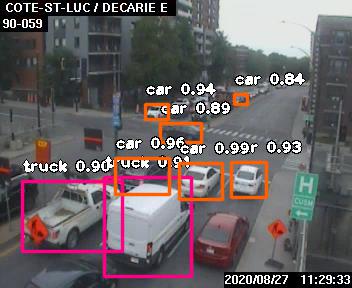 COTE-ST-LUC / DECARIE E
90-059
car 0.94
car 0.84
car 0.89
car 0.96
car 0.99
r 0.93
truck 0.90
truck 0.91
H
CUSM
2020/08/27 11:29:33